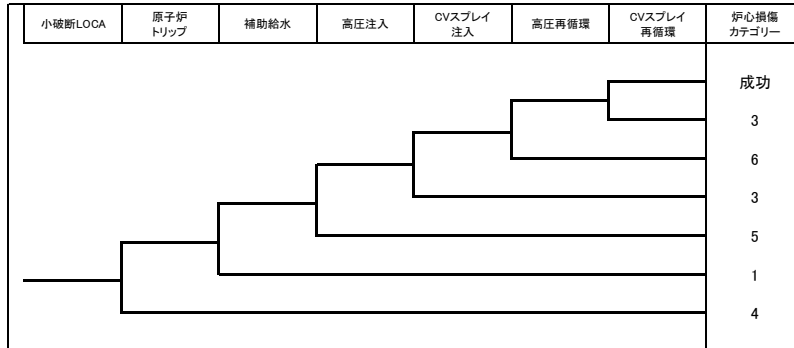 小破断LOCA
原子炉
トリップ
補助給水
高圧注入
CVスプレイ
注入
高圧再循環
CVスプレイ
再循環
炉心損傷
カテゴリー
成功
3
6
3
5
1
4